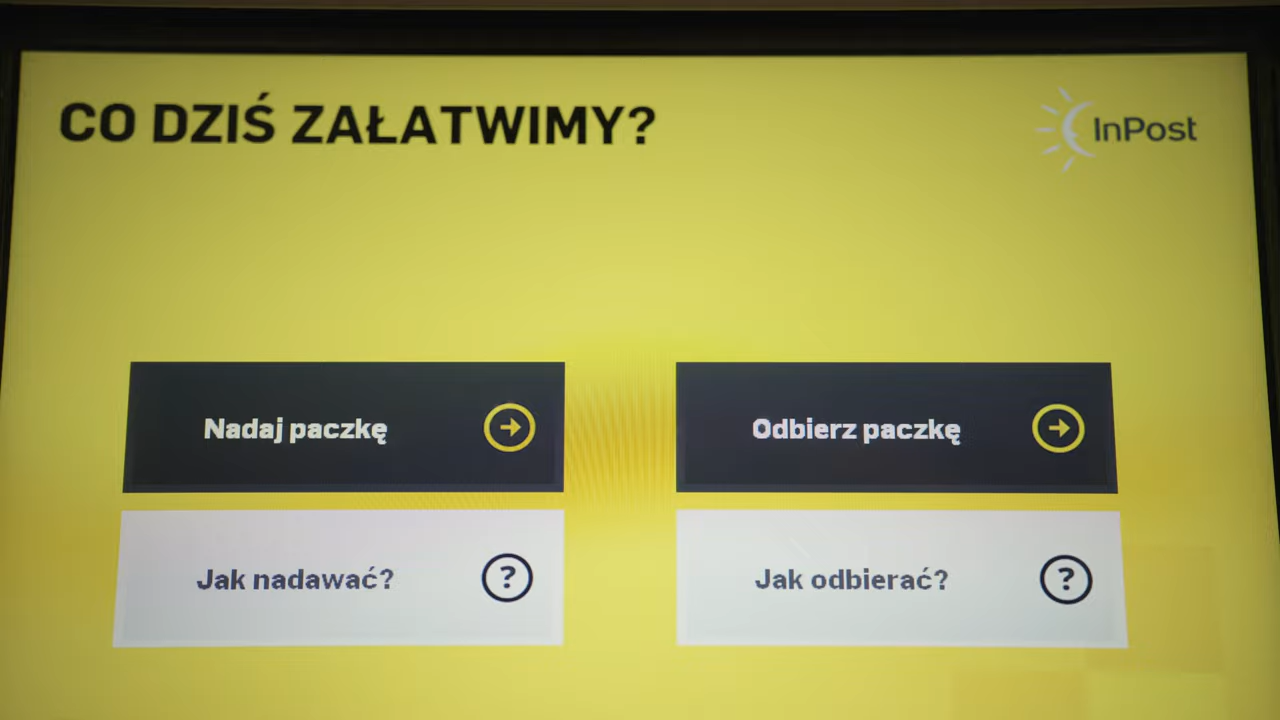 CO DZIŚ ZAŁATWIMY?
InPost
Nadaj paczkę
Odbierz paczkę
Jak nadawać?
?
Jak odbierać?
?